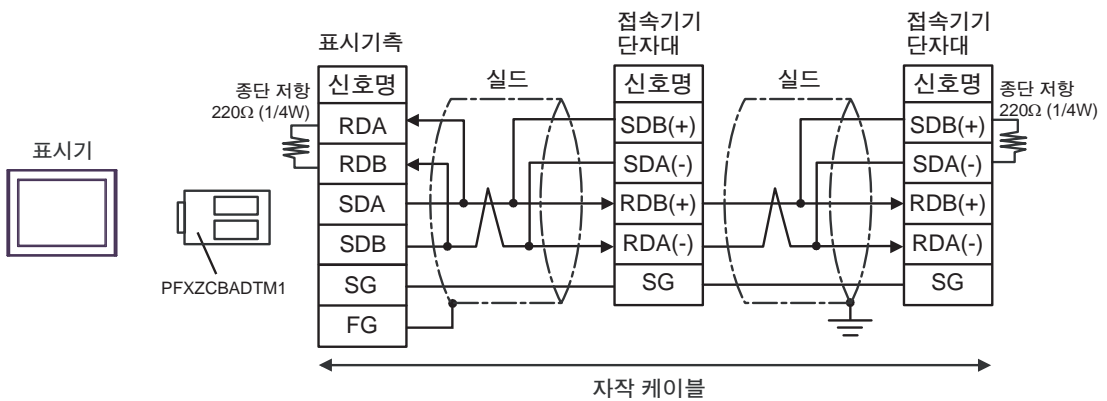 표시기
PFXZCBADTM1
표시기측
종단 저항
220Ω (1/4W)
신호명
RDA
RDB
SDA
SDB
SG
FG
실드
접속기기
단자대
신호명
SDB(+)
SDA(-)
RDB(+)
RDA(-)
SG
실드
접속기기
단자대
신호명
SDB(+)
SDA(-)
RDB(+)
RDA(-)
SG
종단 저항
220Ω (1/4W)
자작 케이블